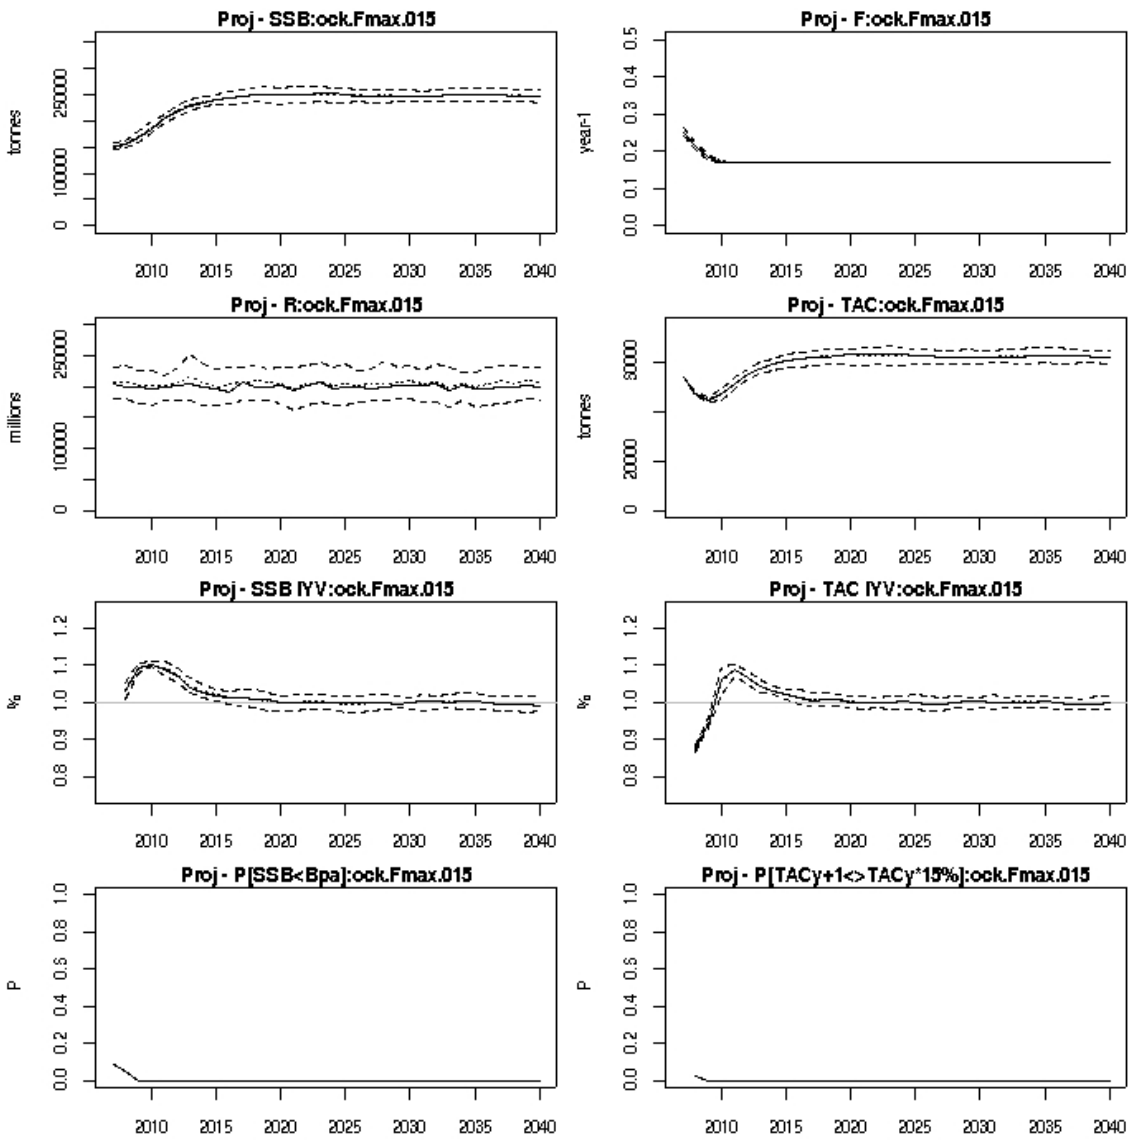 Proj - SSB:ock.Fmax.015
tonnes
250000
100000
0
2010 2015 2020 2025 2030 2035 2040
Proj - F:ock.Fmax.015
year-1
0.5
0.4
0.3
0.2
0.1
0.0
2010 2015 2020 2025 2030 2035 2040
Proj - R:ock.Fmax.015
millions
250000
100000
0
2010 2015 2020 2025 2030 2035 2040
Proj - TAC:ock.Fmax.015
tonnes
20000
0
2010 2015 2020 2025 2030 2035 2040
Proj - SSB IYV:ock.Fmax.015
%
1.2
1.1
1.0
0.9
0.8
2010 2015 2020 2025 2030 2035 2040
Proj - TAC IYV:ock.Fmax.015
%
1.2
1.1
1.0
0.9
0.8
2010 2015 2020 2025 2030 2035 2040
Proj - P[SSB<Bpa]:ock.Fmax.015
P
1.0
0.8
0.6
0.4
0.2
0.0
2010 2015 2020 2025 2030 2035 2040
Proj - P[TACy+1<>TACy*15%]:ock.Fmax.015
P
1.0
0.8
0.6
0.4
0.2
0.0
2010 2015 2020 2025 2030 2035 2040